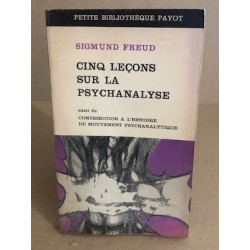 PETITE BIBLIOTHÈQUE PAYOT
SIGMUND FREUD
CINQ LEÇONS
SUR LA
PSYCHANALYSE
suivi de
CONTRIBUTION A L'HISTOIRE
DU MOUVEMENT PSYCHANALYTIQUE